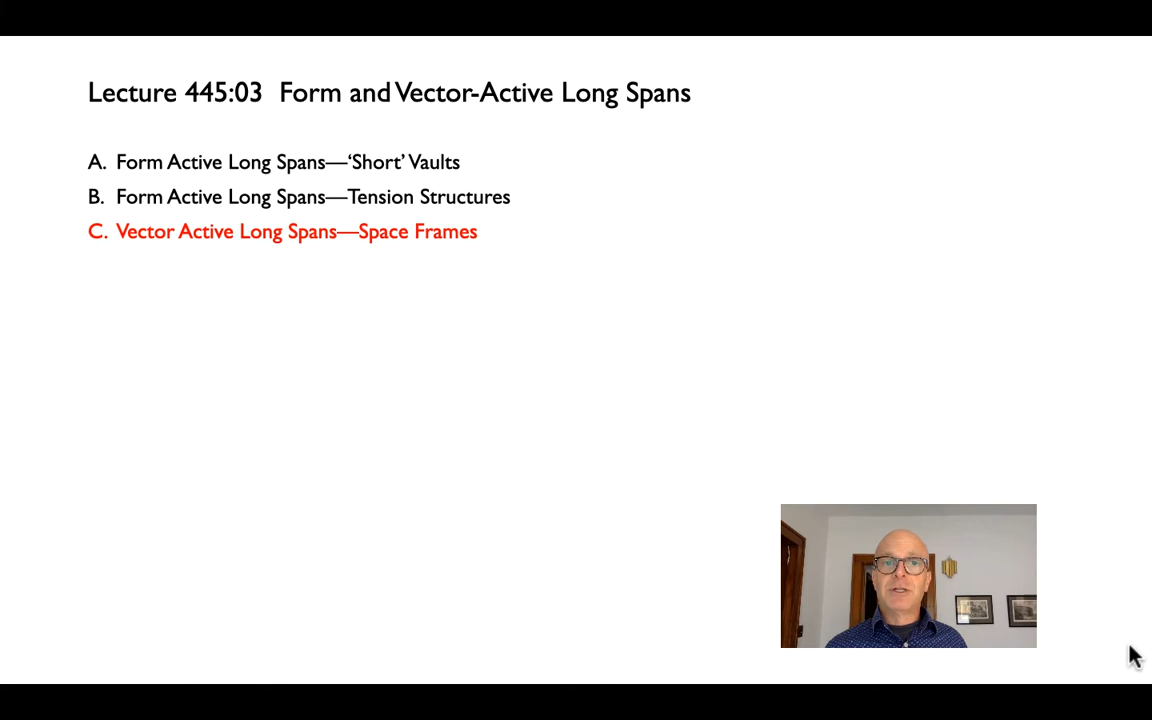 Lecture 445:03 Form and Vector-Active Long Spans
A. Form Active Long Spans—‘Short’ Vaults
B. Form Active Long Spans—Tension Structures
C. Vector Active Long Spans—Space Frames